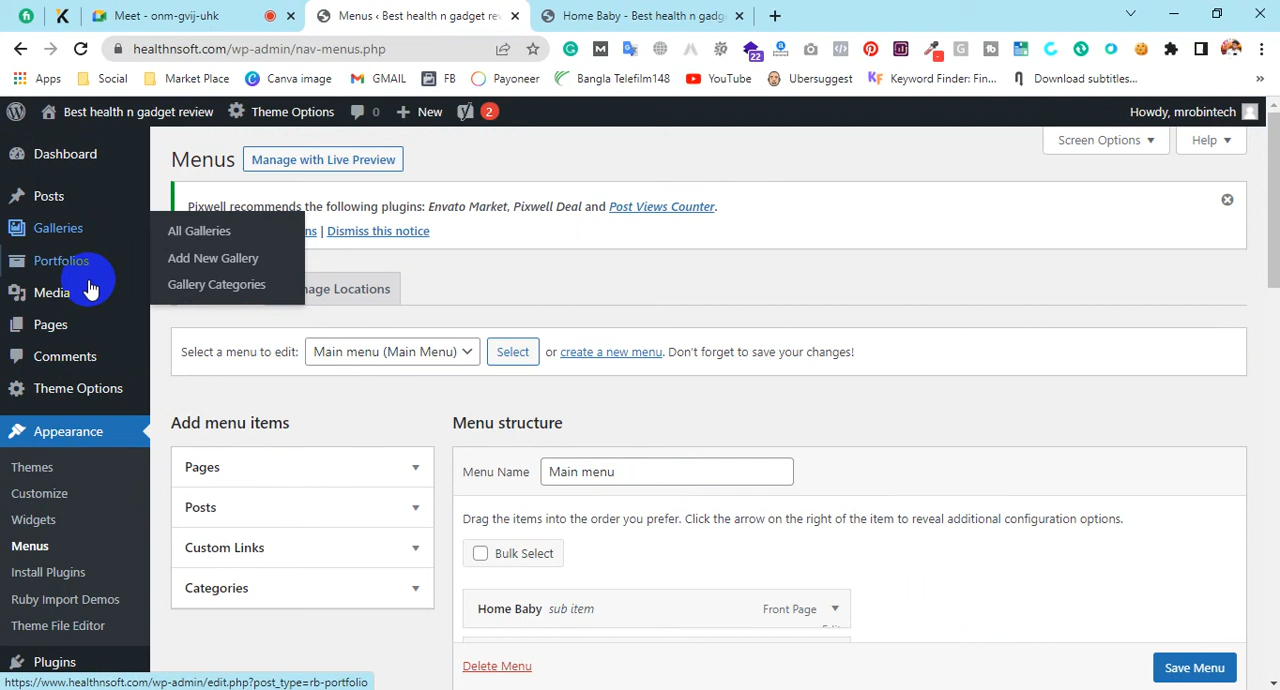 Meet - onm-gvij-uhk
Menus ‹ Best health n gadget rev
Home Baby - Best health n gadg
healthnsoft.com/wp-admin/nav-menus.php
22
Apps
Social
Market Place
Canva image
GMAIL
FB
Payoneer
Bangla Telefilm148
YouTube
Ubersuggest
Keyword Finder: Fin...
Download subtitles...
Best health n gadget review
Theme Options
0
New
2
Howdy, mrobintech
Dashboard
Posts
Galleries
Portfolios
Media
Pages
Comments
Theme Options
Appearance
Themes
Customize
Widgets
Menus
Install Plugins
Ruby Import Demos
Theme File Editor
Plugins
All Galleries
Add New Gallery
Gallery Categories
Menus
Manage with Live Preview
Screen Options
Help
Pixwell recommends the following plugins: Envato Market, Pixwell Deal and Post Views Counter.
ns | Dismiss this notice
nage Locations
Select a menu to edit: Main menu (Main Menu) Select or create a new menu. Don't forget to save your changes!
Add menu items
Pages
Posts
Custom Links
Categories
Menu structure
Menu Name Main menu
Drag the items into the order you prefer. Click the arrow on the right of the item to reveal additional configuration options.
Bulk Select
Home Baby sub item Front Page
Edit
Delete Menu
Save Menu
https://www.healthnsoft.com/wp-admin/edit.php?post_type=rb-portfolio